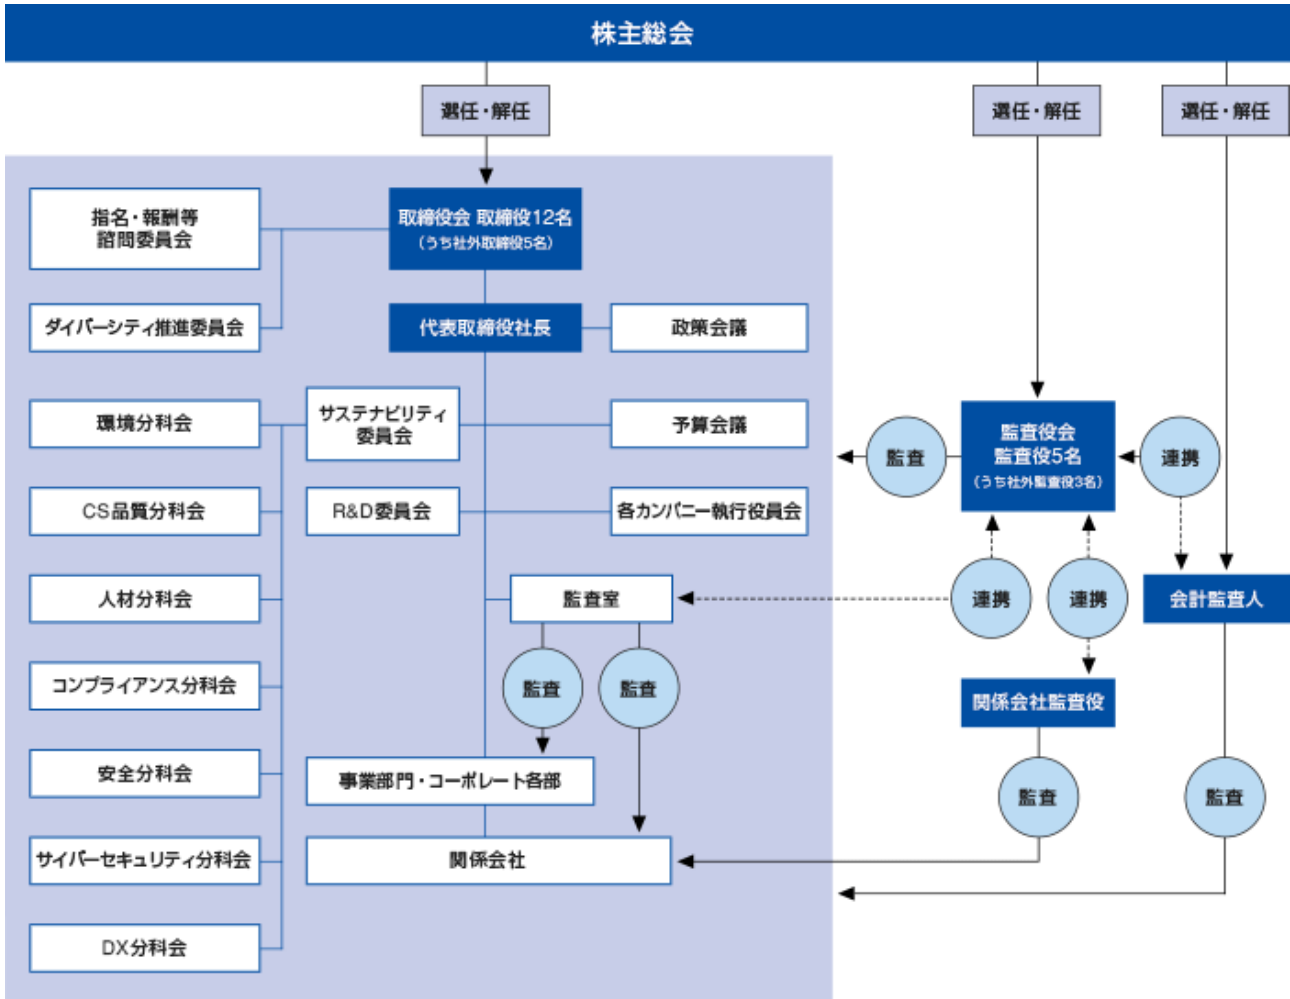 株主総会
選任・解任
選任・解任
選任・解任
指名・報酬等
諮問委員会
取締役会 取締役12名
（うち社外取締役5名）
ダイバーシティ推進委員会
代表取締役社長
政策会議
環境分科会
サステナビリティ
委員会
予算会議
監査
監査役会
監査役5名
（うち社外監査役3名）
連携
CS品質分科会
R&D委員会
各カンパニー執行役員会
人材分科会
監査室
連携
連携
会計監査人
コンプライアンス分科会
監査
監査
関係会社監査役
安全分科会
事業部門・コーポレート各部
監査
監査
サイバーセキュリティ分科会
関係会社
DX分科会